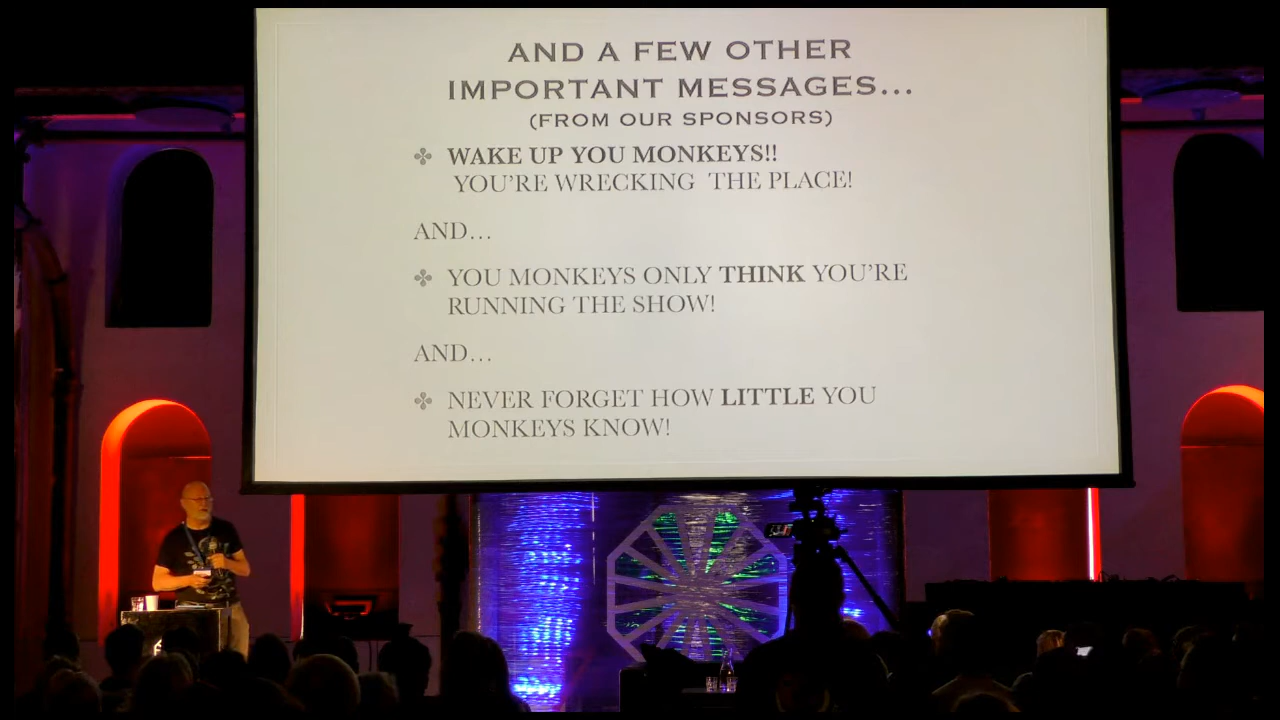 AND A FEW OTHER
IMPORTANT MESSAGES...
(FROM OUR SPONSORS)
✤ WAKE UP YOU MONKEYS!!
YOU'RE WRECKING THE PLACE!
AND...
✤ YOU MONKEYS ONLY THINK YOU'RE
RUNNING THE SHOW!
AND...
✤ NEVER FORGET HOW LITTLE YOU
MONKEYS KNOW!